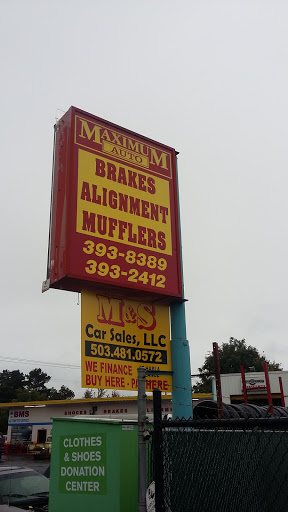 MAXIMUM
AUTO
BRAKES
ALIGNMENT
MUFFLERS
393-8389
393-2412
M&S
Car Sales, LLC
503.481.0572
WE FINANCE
BUY HERE - PAY HERE
BMS
CLOTHES
& SHOES
DONATION
CENTER